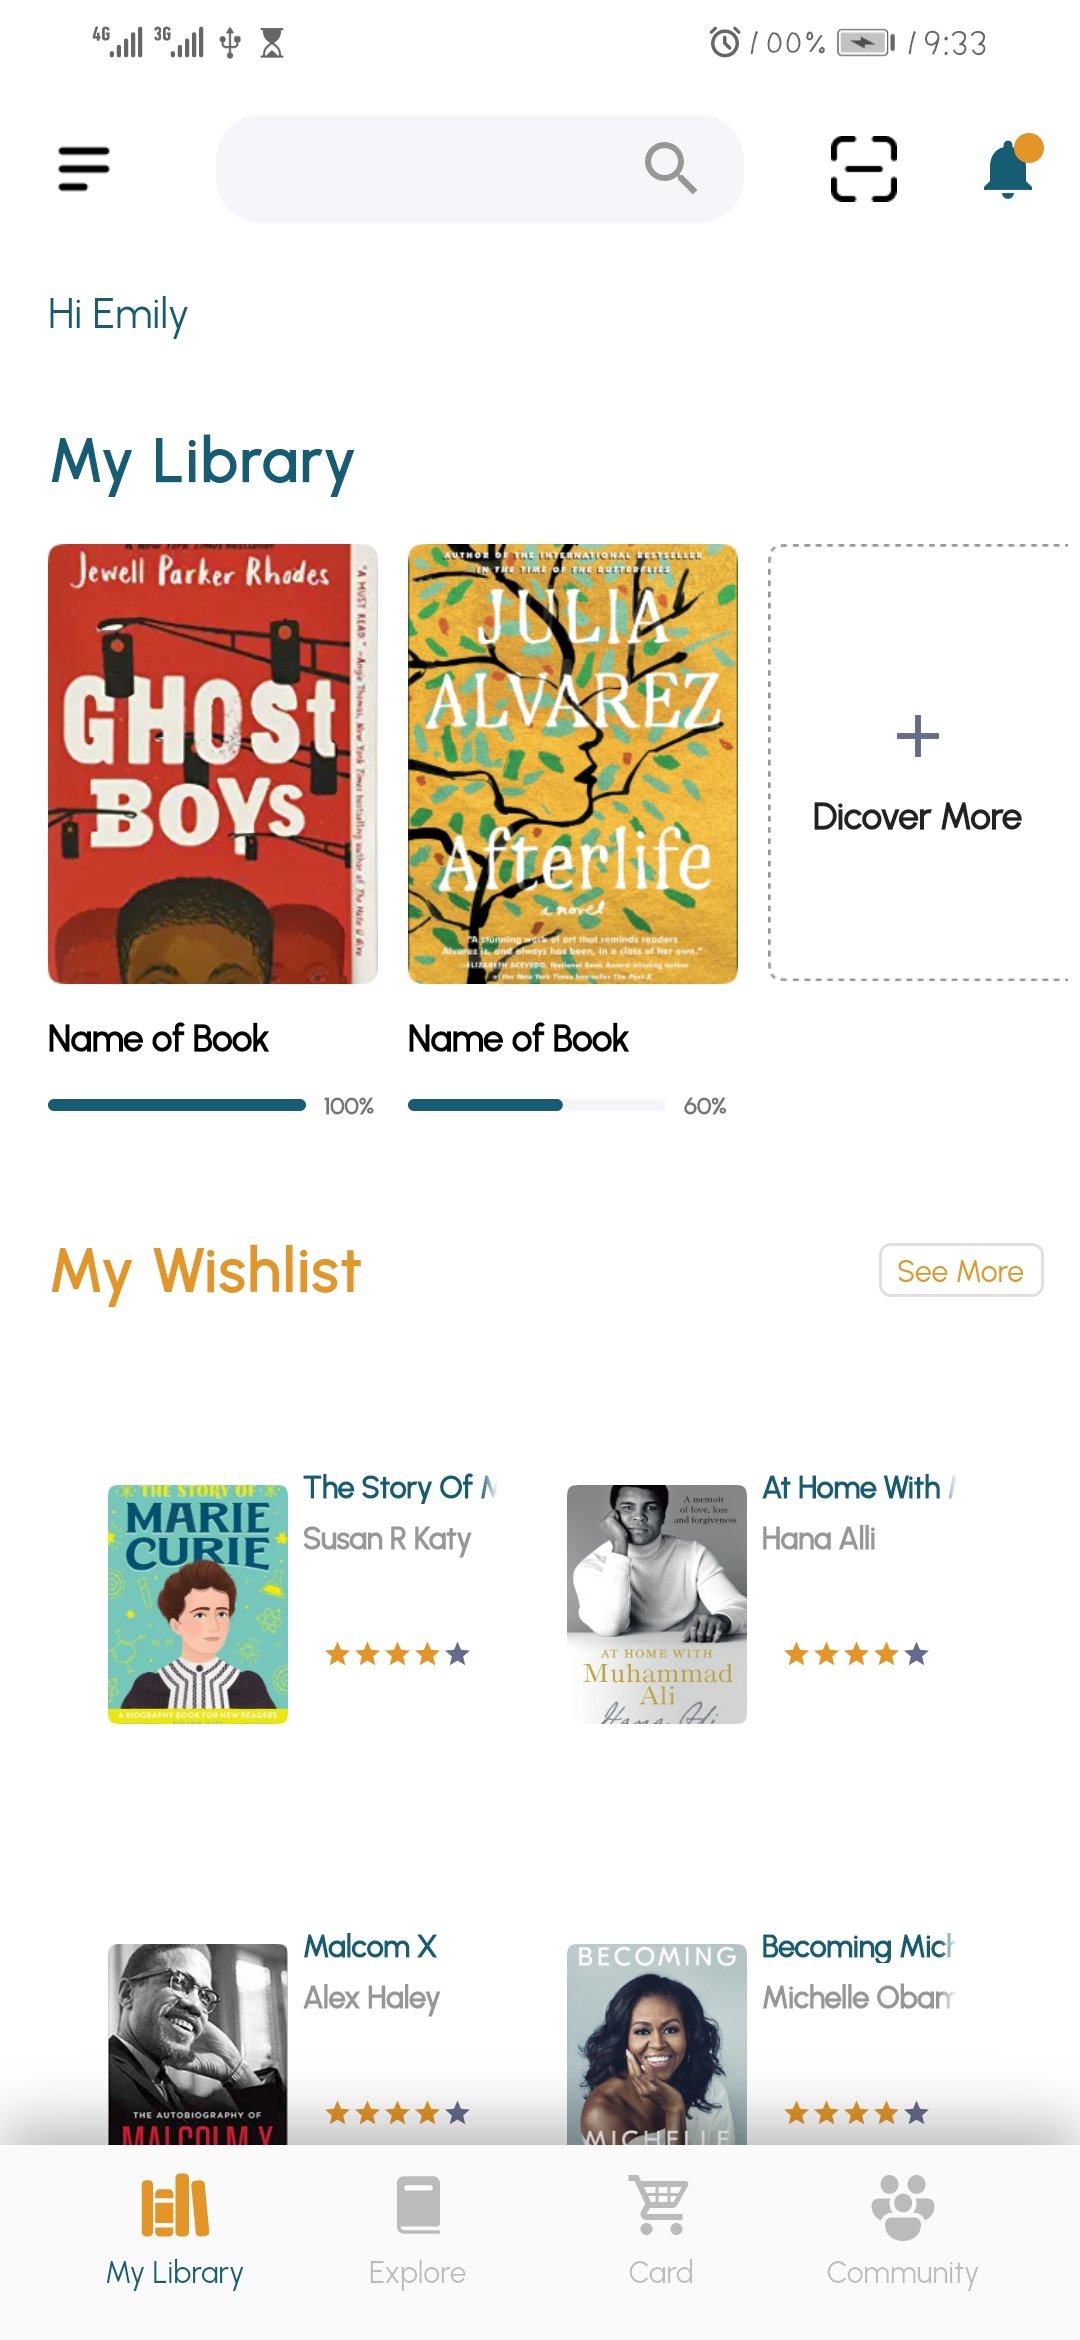 4G 3G 100% 19:33
Hi Emily
My Library
A New York Times bestseller
Jewell Parker Rhodes
GHOSt
BOYS
"A MUST READ." –Angie Thomas, New York Times bestselling author of The Hate U Give
AUTHOR OF THE INTERNATIONAL BESTSELLER
IN THE TIME OF THE BUTTERFLIES
JULIA
ALVAREZ
Afterlife
a novel
"A stunning work of art that reminds readers
Alvarez is, and always has been, in a class of her own."
—ELIZABETH ACEVEDO, National Book Award-winning author
of the New York Times bestseller The Poet X
Dicover More
Name of Book
100%
Name of Book
60%
My Wishlist
See More
THE STORY OF
MARIE
CURIE
A BIOGRAPHY BOOK FOR NEW READERS
The Story Of M
Susan R Katy
A memoir
of love, loss
and forgiveness
AT HOME WITH
Muhammad
Ali
Hana Ali
At Home With
Hana Alli
THE AUTOBIOGRAPHY OF
MALCOLM X
Malcom X
Alex Haley
BECOMING
MICHELLE
Becoming Mich
Michelle Obam
My Library
Explore
Card
Community